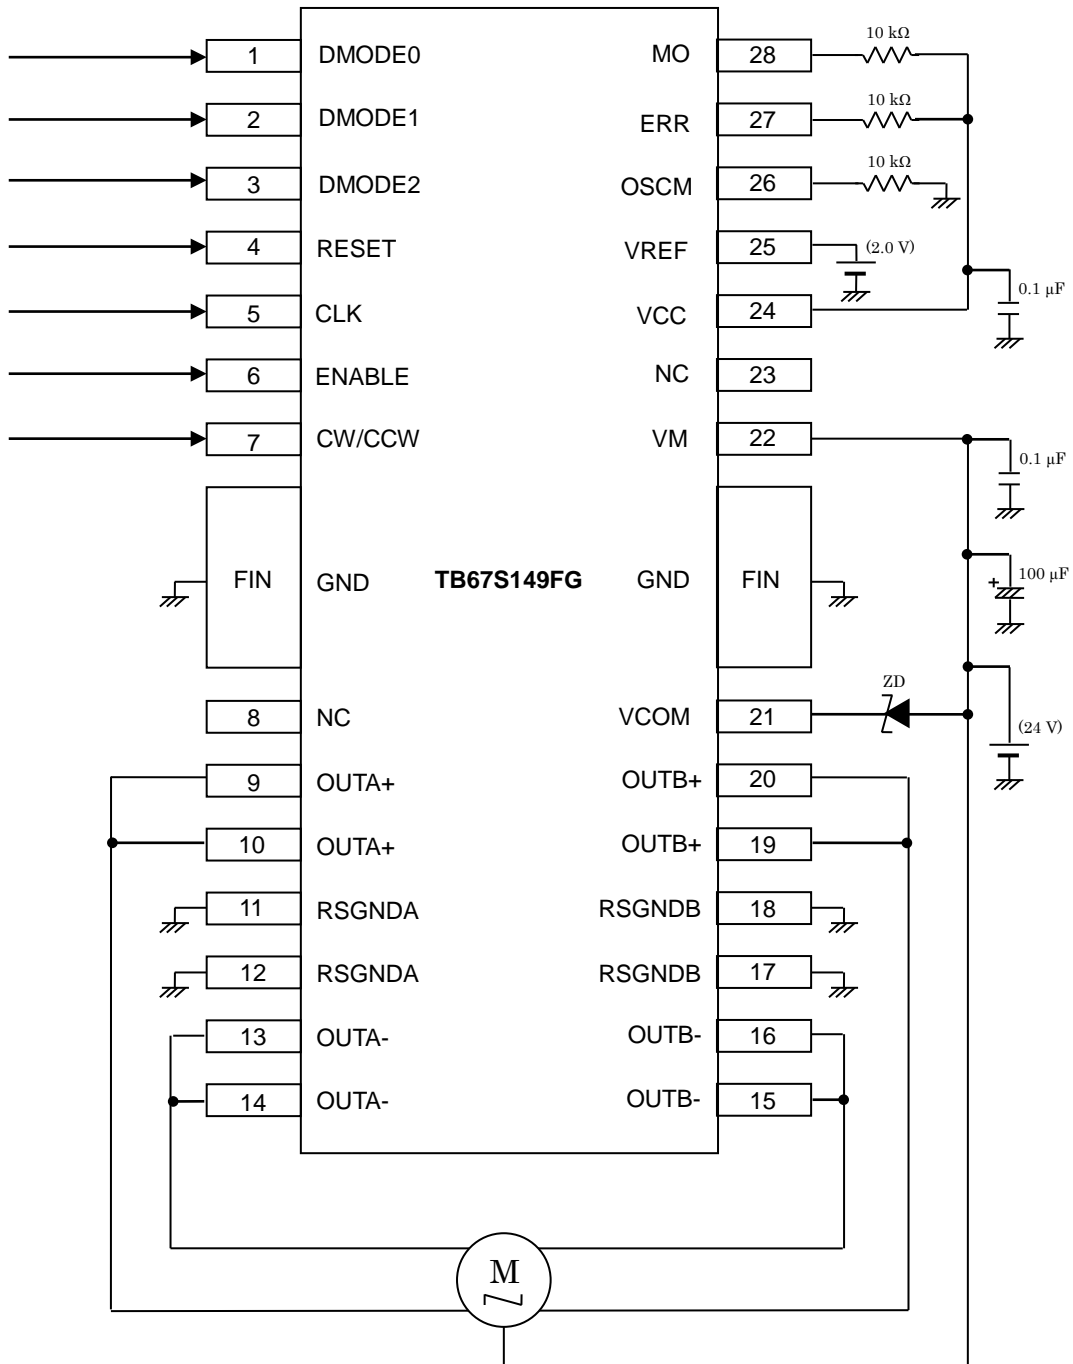 1 DMODE0 MO 28 10 kΩ
2 DMODE1 ERR 27 10 kΩ
3 DMODE2 OSCM 26 10 kΩ
4 RESET VREF 25 (2.0 V)
5 CLK VCC 24 0.1 µF
6 ENABLE NC 23
7 CW/CCW VM 22 0.1 µF
FIN GND TB67S149FG GND FIN + 100 µF
8 NC VCOM 21 ZD (24 V)
9 OUTA+ OUTB+ 20
10 OUTA+ OUTB+ 19
11 RSGNDA RSGNDB 18
12 RSGNDA RSGNDB 17
13 OUTA- OUTB- 16
14 OUTA- OUTB- 15
M